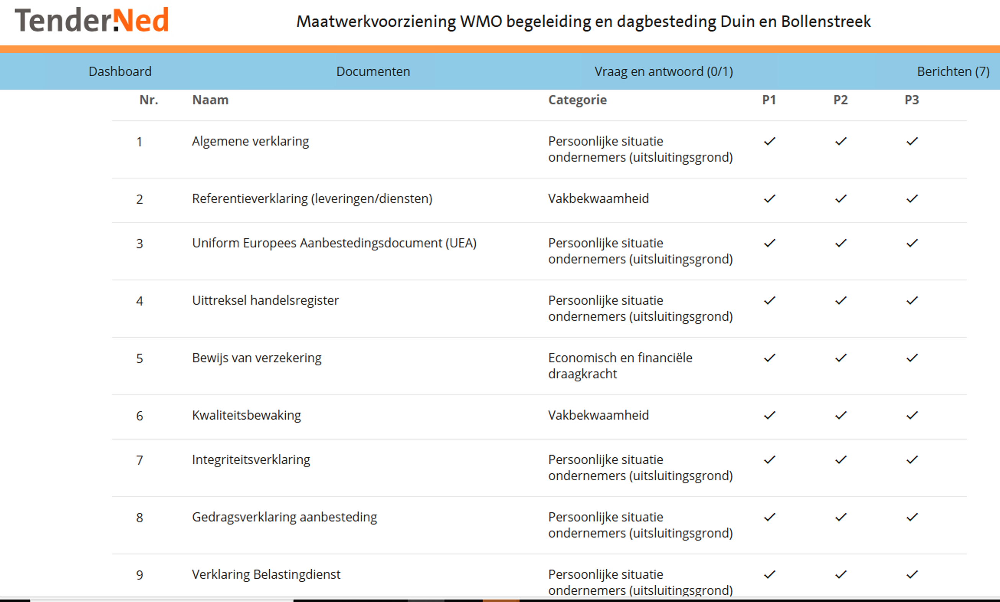 TenderNed
Maatwerkvoorziening WMO begeleiding en dagbesteding Duin en Bollenstreek
Dashboard Documenten Vraag en antwoord (0/1) Berichten (7)
Nr. Naam Categorie P1 P2 P3
1 Algemene verklaring Persoonlijke situatie ✓ ✓ ✓
ondernemers (uitsluitingsgrond)
2 Referentieverklaring (leveringen/diensten) Vakbekwaamheid ✓ ✓ ✓
3 Uniform Europees Aanbestedingsdocument (UEA) Persoonlijke situatie ✓ ✓ ✓
ondernemers (uitsluitingsgrond)
4 Uittreksel handelsregister Persoonlijke situatie ✓ ✓ ✓
ondernemers (uitsluitingsgrond)
5 Bewijs van verzekering Economisch en financiële ✓ ✓ ✓
draagkracht
6 Kwaliteitsbewaking Vakbekwaamheid ✓ ✓ ✓
7 Integriteitsverklaring Persoonlijke situatie ✓ ✓ ✓
ondernemers (uitsluitingsgrond)
8 Gedragsverklaring aanbesteding Persoonlijke situatie ✓ ✓ ✓
ondernemers (uitsluitingsgrond)
9 Verklaring Belastingdienst Persoonlijke situatie ✓ ✓ ✓
ondernemers (uitsluitingsgrond)